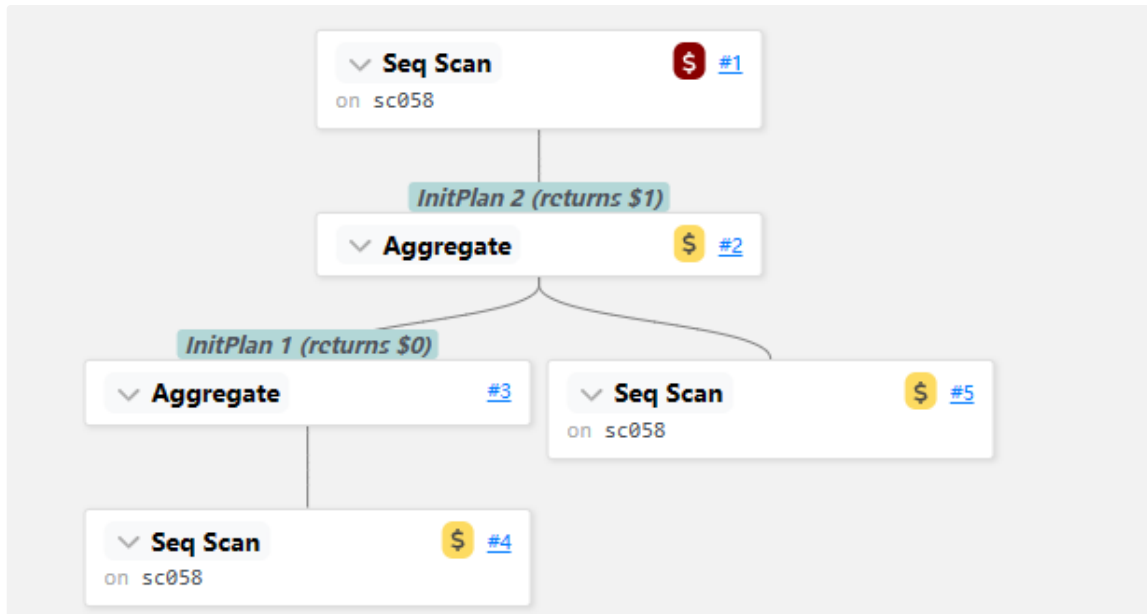 Seq Scan $ #1
on sc058
InitPlan 2 (returns $1)
Aggregate $ #2
InitPlan 1 (returns $0)
Aggregate #3
Seq Scan $ #5
on sc058
Seq Scan $ #4
on sc058